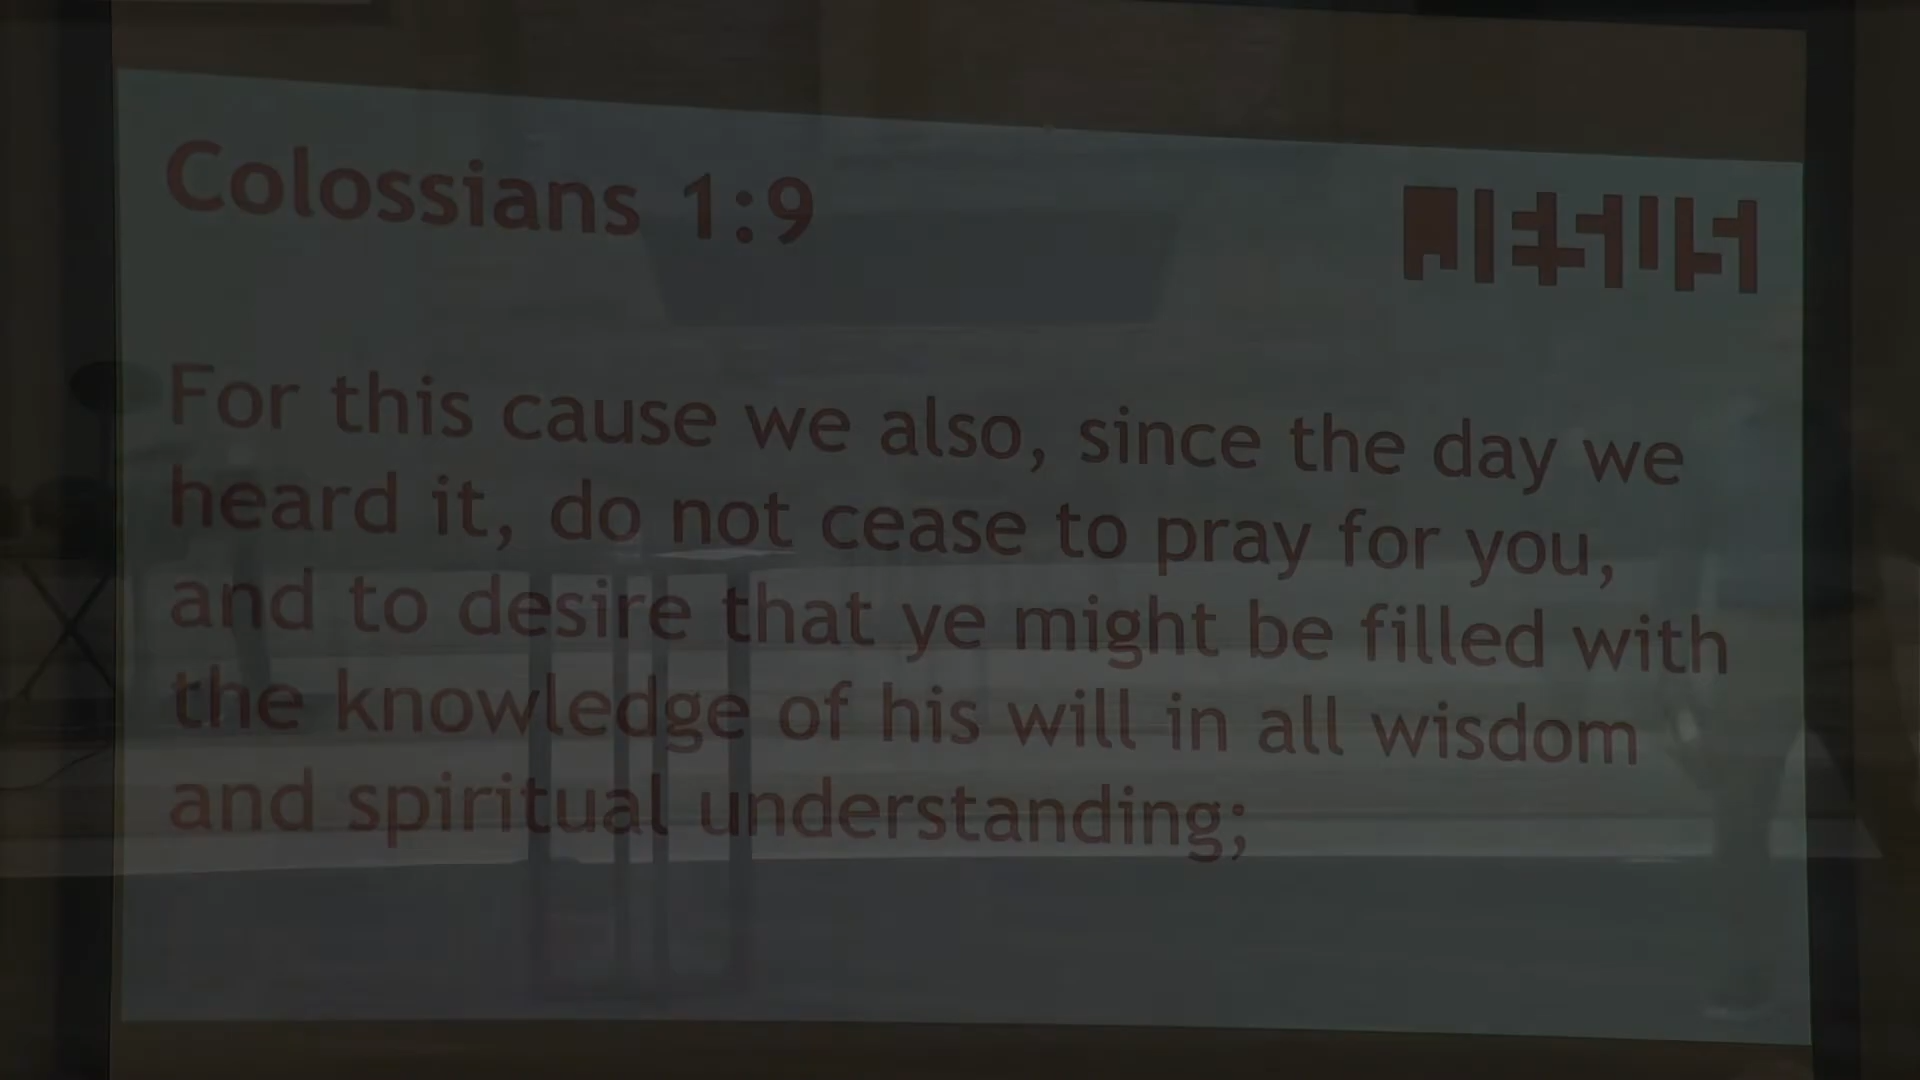 Colossians 1:9
For this cause we also, since the day we
heard it, do not cease to pray for you,
and to desire that ye might be filled with
the knowledge of his will in all wisdom
and spiritual understanding;